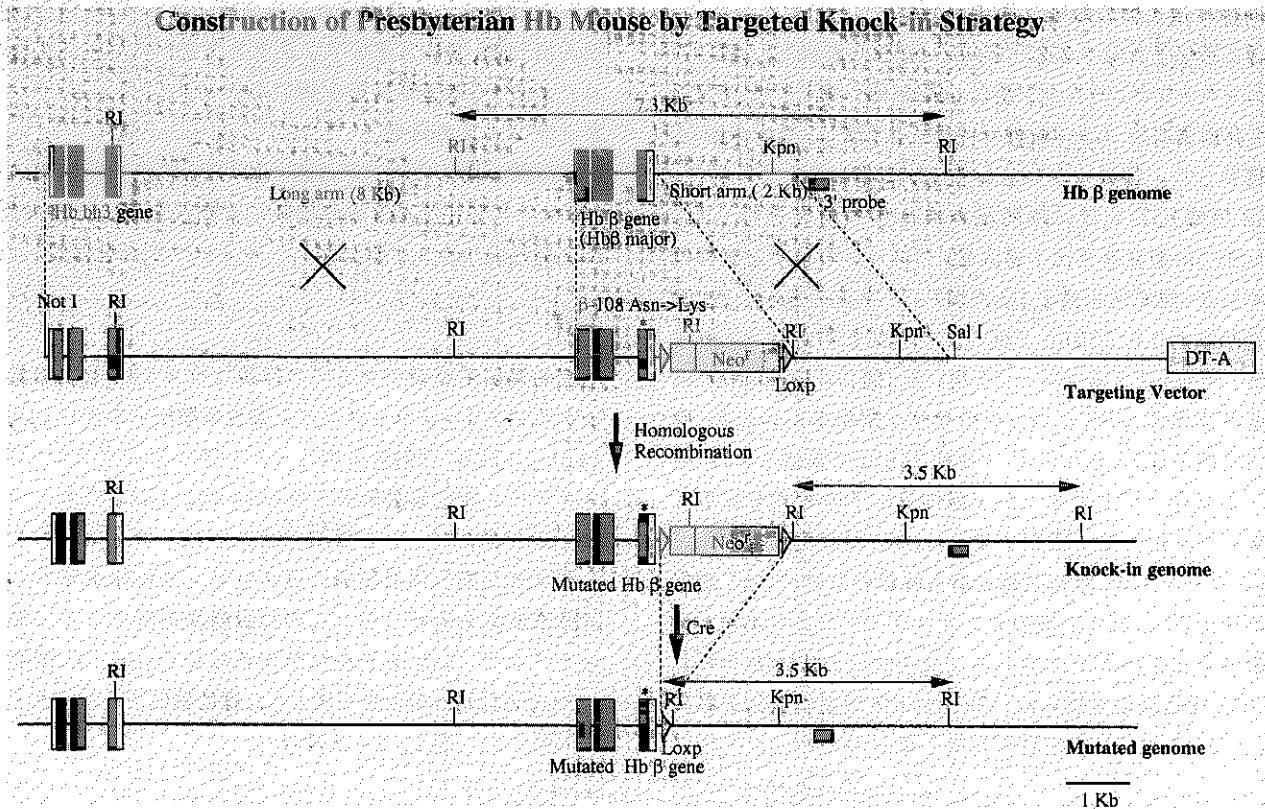 Construction of Presbyterian Hb Mouse by Targeted Knock-in Strategy
7.3 Kb
RI
RI
Kpn
RI
Long arm (8 Kb)
Short arm ( 2 Kb)
Hb β genome
Hb bh3 gene
3' probe
Hb β gene
(Hbβ major)
Not I
RI
108 Asn->Lys
RI
RI
RI
Kpn
Sal I
*
Neoʳ
DT-A
Loxp
Targeting Vector
Homologous
Recombination
3.5 Kb
RI
RI
RI
RI
Kpn
RI
*
Neoʳ
Knock-in genome
Mutated Hb β gene
Cre
3.5 Kb
RI
RI
*
RI
Kpn
RI
Loxp
Mutated genome
Mutated Hb β gene
1 Kb